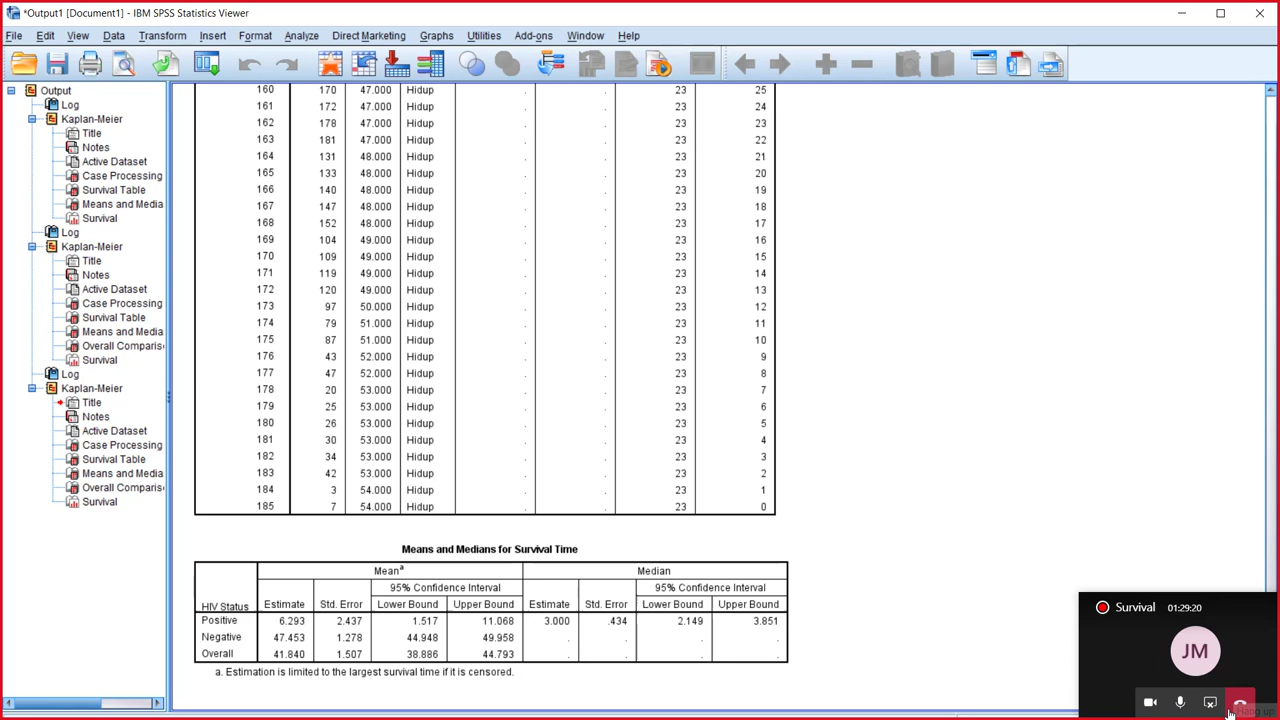 *Output1 [Document1] - IBM SPSS Statistics Viewer
File Edit View Data Transform Insert Format Analyze Direct Marketing Graphs Utilities Add-ons Window Help
Output
Log
Kaplan-Meier
Title
Notes
Active Dataset
Case Processing
Survival Table
Means and Media
Survival
Log
Kaplan-Meier
Title
Notes
Active Dataset
Case Processing
Survival Table
Means and Media
Overall Comparis
Survival
Log
Kaplan-Meier
Title
Notes
Active Dataset
Case Processing
Survival Table
Means and Media
Overall Comparis
Survival
160 170 47.000 Hidup . . 23 25
161 172 47.000 Hidup . . 23 24
162 178 47.000 Hidup . . 23 23
163 181 47.000 Hidup . . 23 22
164 131 48.000 Hidup . . 23 21
165 133 48.000 Hidup . . 23 20
166 140 48.000 Hidup . . 23 19
167 147 48.000 Hidup . . 23 18
168 152 48.000 Hidup . . 23 17
169 104 49.000 Hidup . . 23 16
170 109 49.000 Hidup . . 23 15
171 119 49.000 Hidup . . 23 14
172 120 49.000 Hidup . . 23 13
173 97 50.000 Hidup . . 23 12
174 79 51.000 Hidup . . 23 11
175 87 51.000 Hidup . . 23 10
176 43 52.000 Hidup . . 23 9
177 47 52.000 Hidup . . 23 8
178 20 53.000 Hidup . . 23 7
179 25 53.000 Hidup . . 23 6
180 26 53.000 Hidup . . 23 5
181 30 53.000 Hidup . . 23 4
182 34 53.000 Hidup . . 23 3
183 42 53.000 Hidup . . 23 2
184 3 54.000 Hidup . . 23 1
185 7 54.000 Hidup . . 23 0
Means and Medians for Survival Time
Meanª Median
95% Confidence Interval 95% Confidence Interval
HIV Status Estimate Std. Error Lower Bound Upper Bound Estimate Std. Error Lower Bound Upper Bound
Positive 6.293 2.437 1.517 11.068 3.000 .434 2.149 3.851
Negative 47.453 1.278 44.948 49.958 . . . .
Overall 41.840 1.507 38.886 44.793 . . . .
a. Estimation is limited to the largest survival time if it is censored.
Survival 01:29:20
JM
Hang up